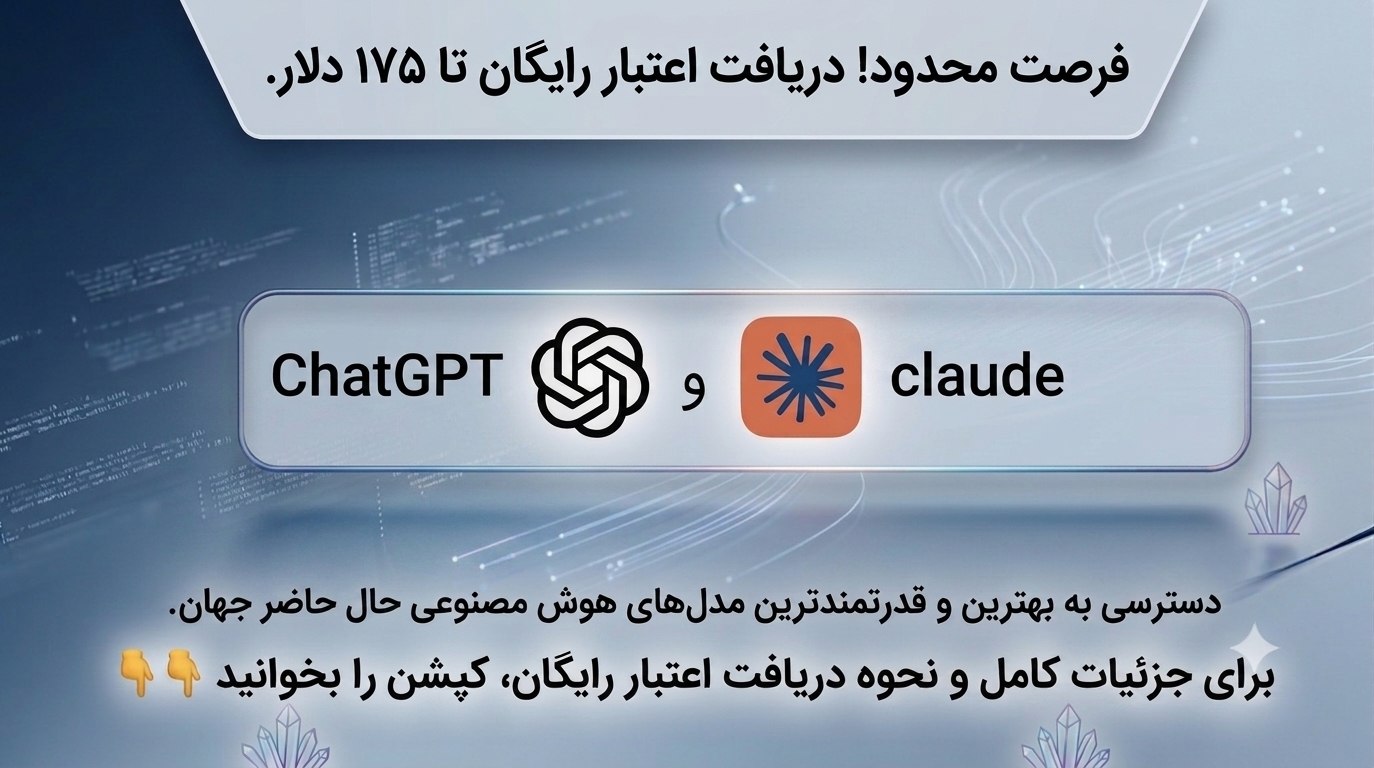 فرصت محدود! دریافت اعتبار رایگان تا ۱۷۵ دلار.
ChatGPT و claude
دسترسی به بهترین و قدرتمندترین مدل‌های هوش مصنوعی حال حاضر جهان.
برای جزئیات کامل و نحوه دریافت اعتبار رایگان، کپشن را بخوانید 👇👇